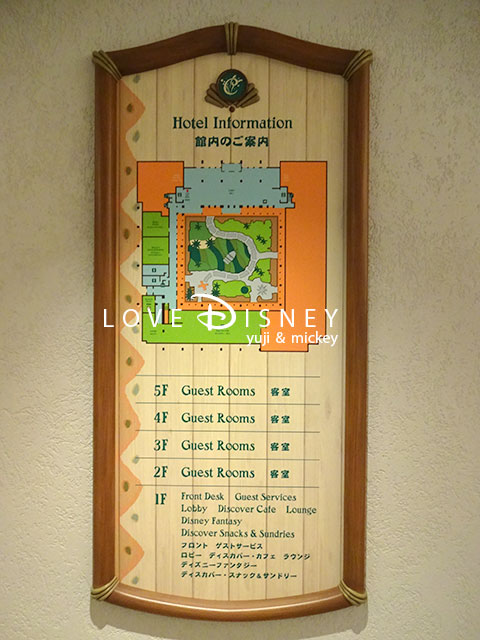 Hotel Information
館内のご案内
LOVE DISNEY
yuji & mickey
5F Guest Rooms 客室
4F Guest Rooms 客室
3F Guest Rooms 客室
2F Guest Rooms 客室
1F Front Desk Guest Services
Lobby Discover Cafe Lounge
Disney Fantasy
Discover Snacks & Sundries
フロント ゲストサービス
ロビー ディスカバー・カフェ ラウンジ
ディズニーファンタジー
ディスカバー・スナック&サンドリー